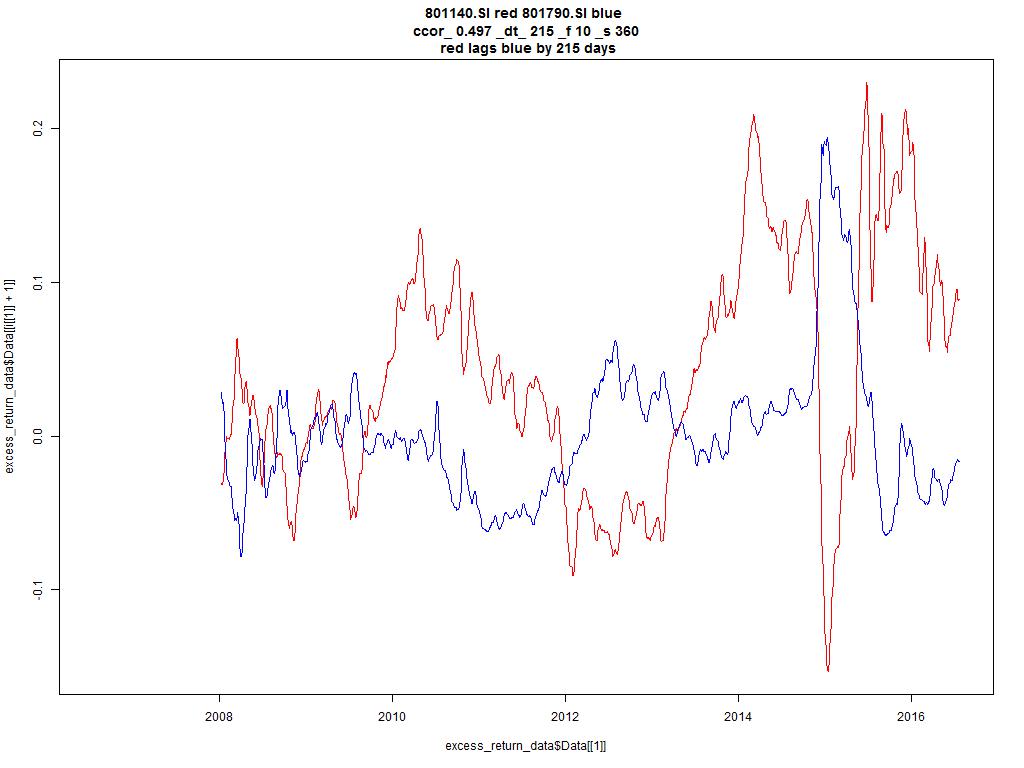 801140.SI red 801790.SI blue
ccor_ 0.497 _dt_ 215 _f 10 _s 360
red lags blue by 215 days
0.2
0.1
0.0
-0.1
excess_return_data$Data[[i[[1]] + 1]]
2008 2010 2012 2014 2016
excess_return_data$Data[[1]]